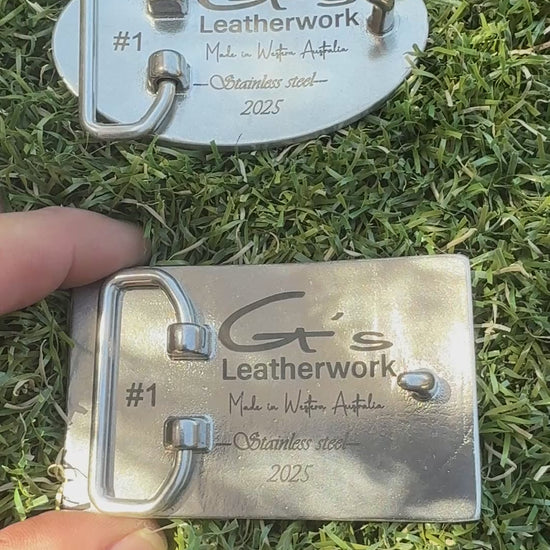 G's
Leatherwork
#1
Made in Western Australia
Stainless steel
2025
G's
Leatherwork
#1
Made in Western Australia
Stainless steel
2025